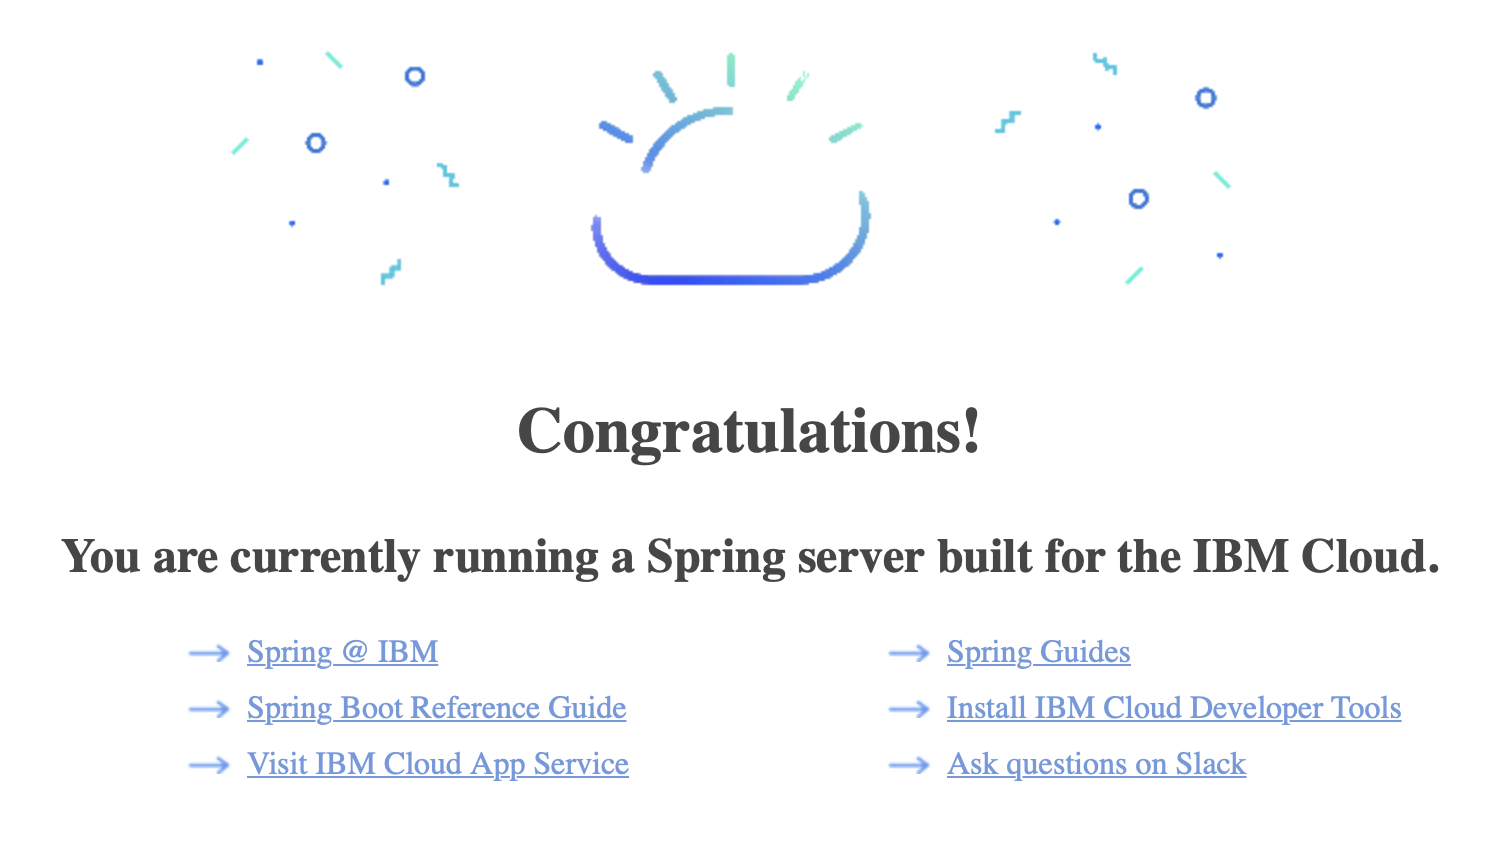 Congratulations!
You are currently running a Spring server built for the IBM Cloud.
Spring @ IBM
Spring Boot Reference Guide
Visit IBM Cloud App Service
Spring Guides
Install IBM Cloud Developer Tools
Ask questions on Slack